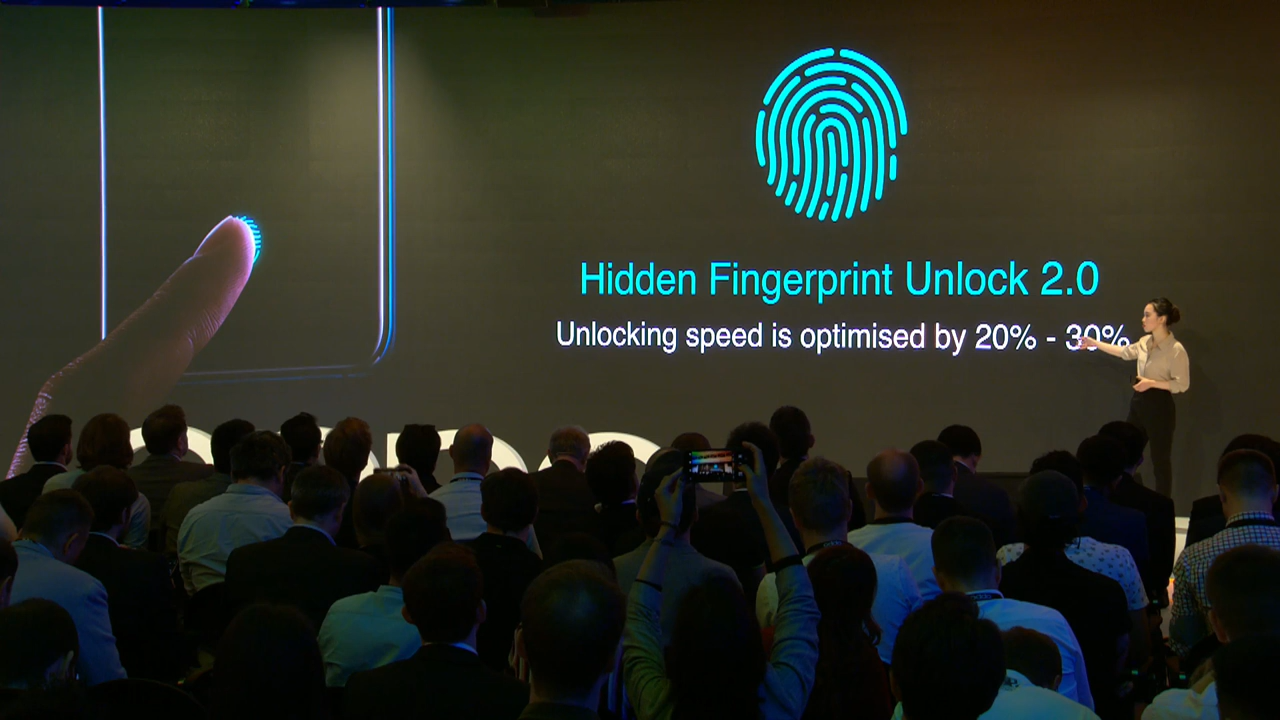 Hidden Fingerprint Unlock 2.0
Unlocking speed is optimised by 20% - 30%